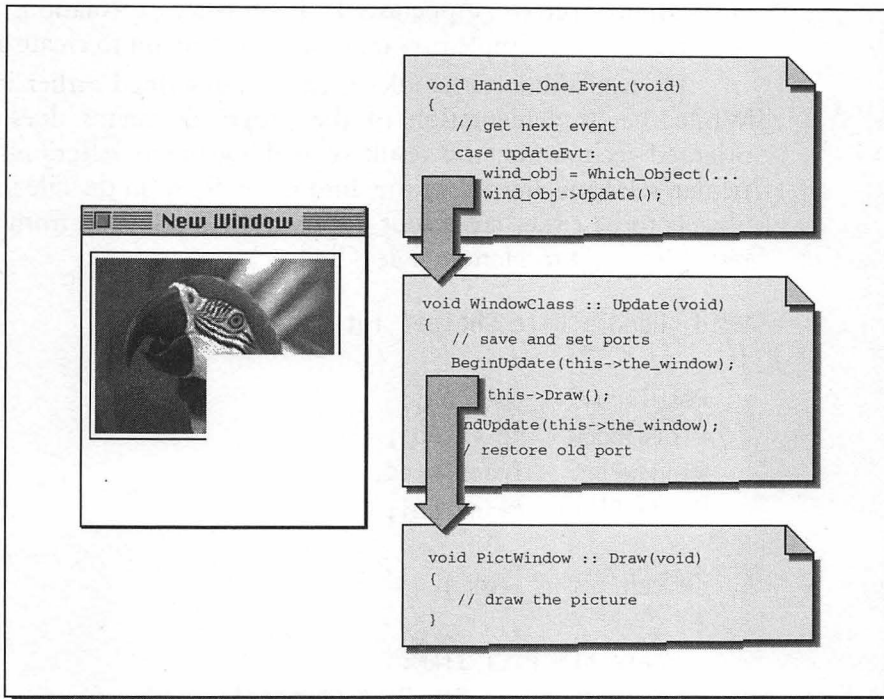 New Window
void Handle_One_Event(void)
{
// get next event
case updateEvt:
wind_obj = Which_Object(...
wind_obj->Update();
void WindowClass :: Update(void)
{
// save and set ports
BeginUpdate(this->the_window);
this->Draw();
ndUpdate(this->the_window);
/ restore old port
void PictWindow :: Draw(void)
{
// draw the picture
}